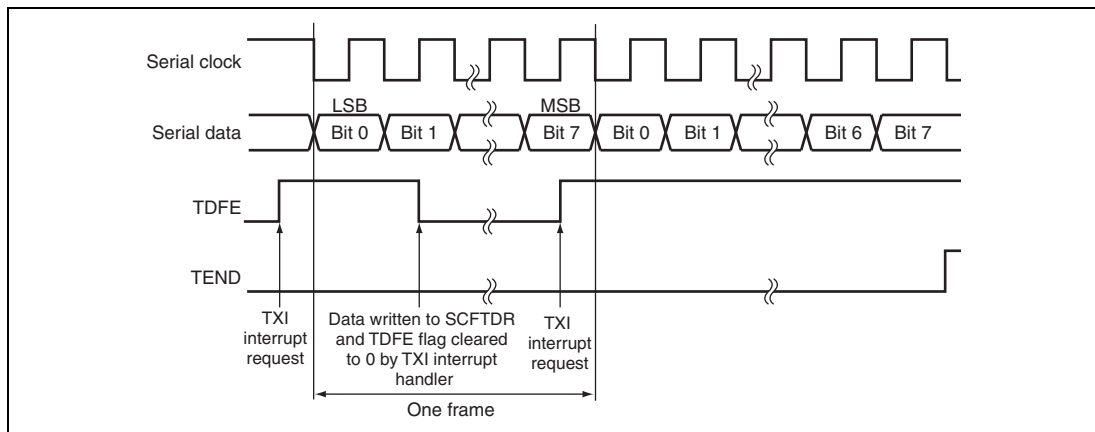 Serial clock
LSB
MSB
Serial data
Bit 0
Bit 1
Bit 7
Bit 0
Bit 1
Bit 6
Bit 7
TDFE
TEND
TXI
interrupt
request
Data written to SCFTDR
and TDFE flag cleared
to 0 by TXI interrupt
handler
TXI
interrupt
request
One frame